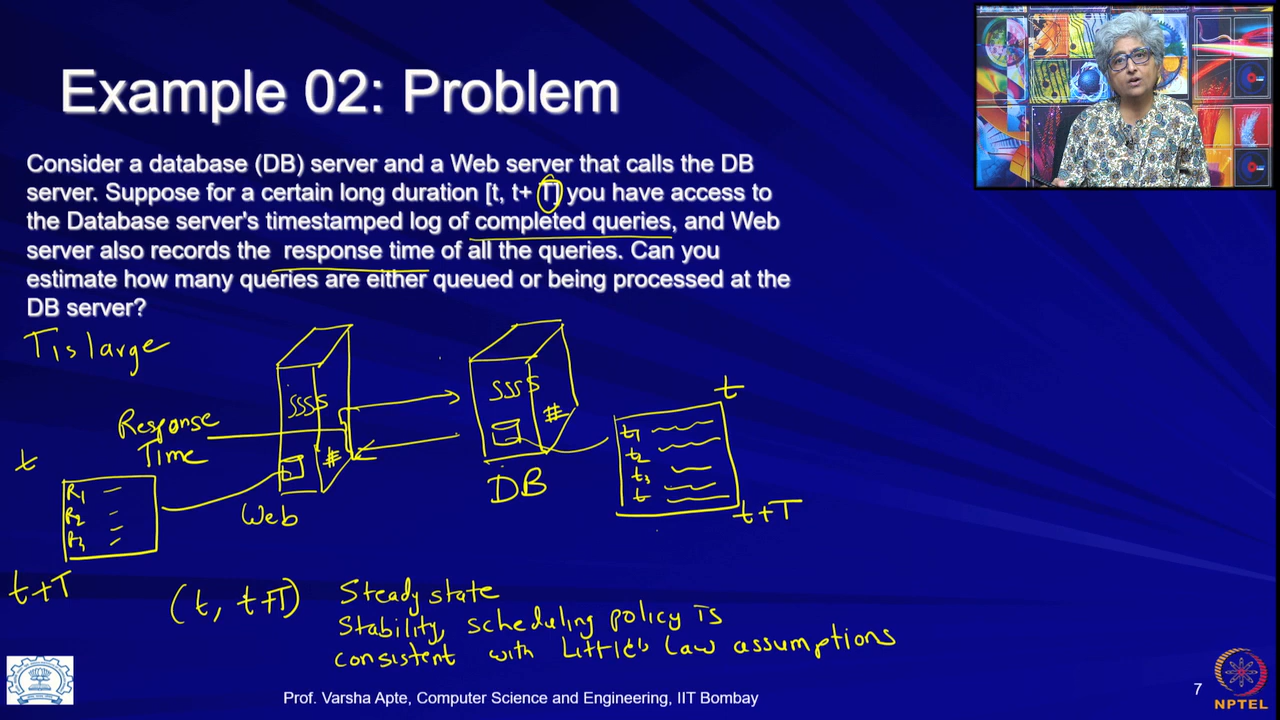 Example 02: Problem
Consider a database (DB) server and a Web server that calls the DB
server. Suppose for a certain long duration [t, t+ T] you have access to
the Database server's timestamped log of completed queries, and Web
server also records the response time of all the queries. Can you
estimate how many queries are either queued or being processed at the
DB server?
T is large
Response
Time
t
R1
R2
R3
t+T
Web
DB
t
t1
t2
t3
t
t+T
(t, t+T)
Steady state
Stability, scheduling policy is
consistent with Little's Law assumptions
Prof. Varsha Apte, Computer Science and Engineering, IIT Bombay
7
NPTEL